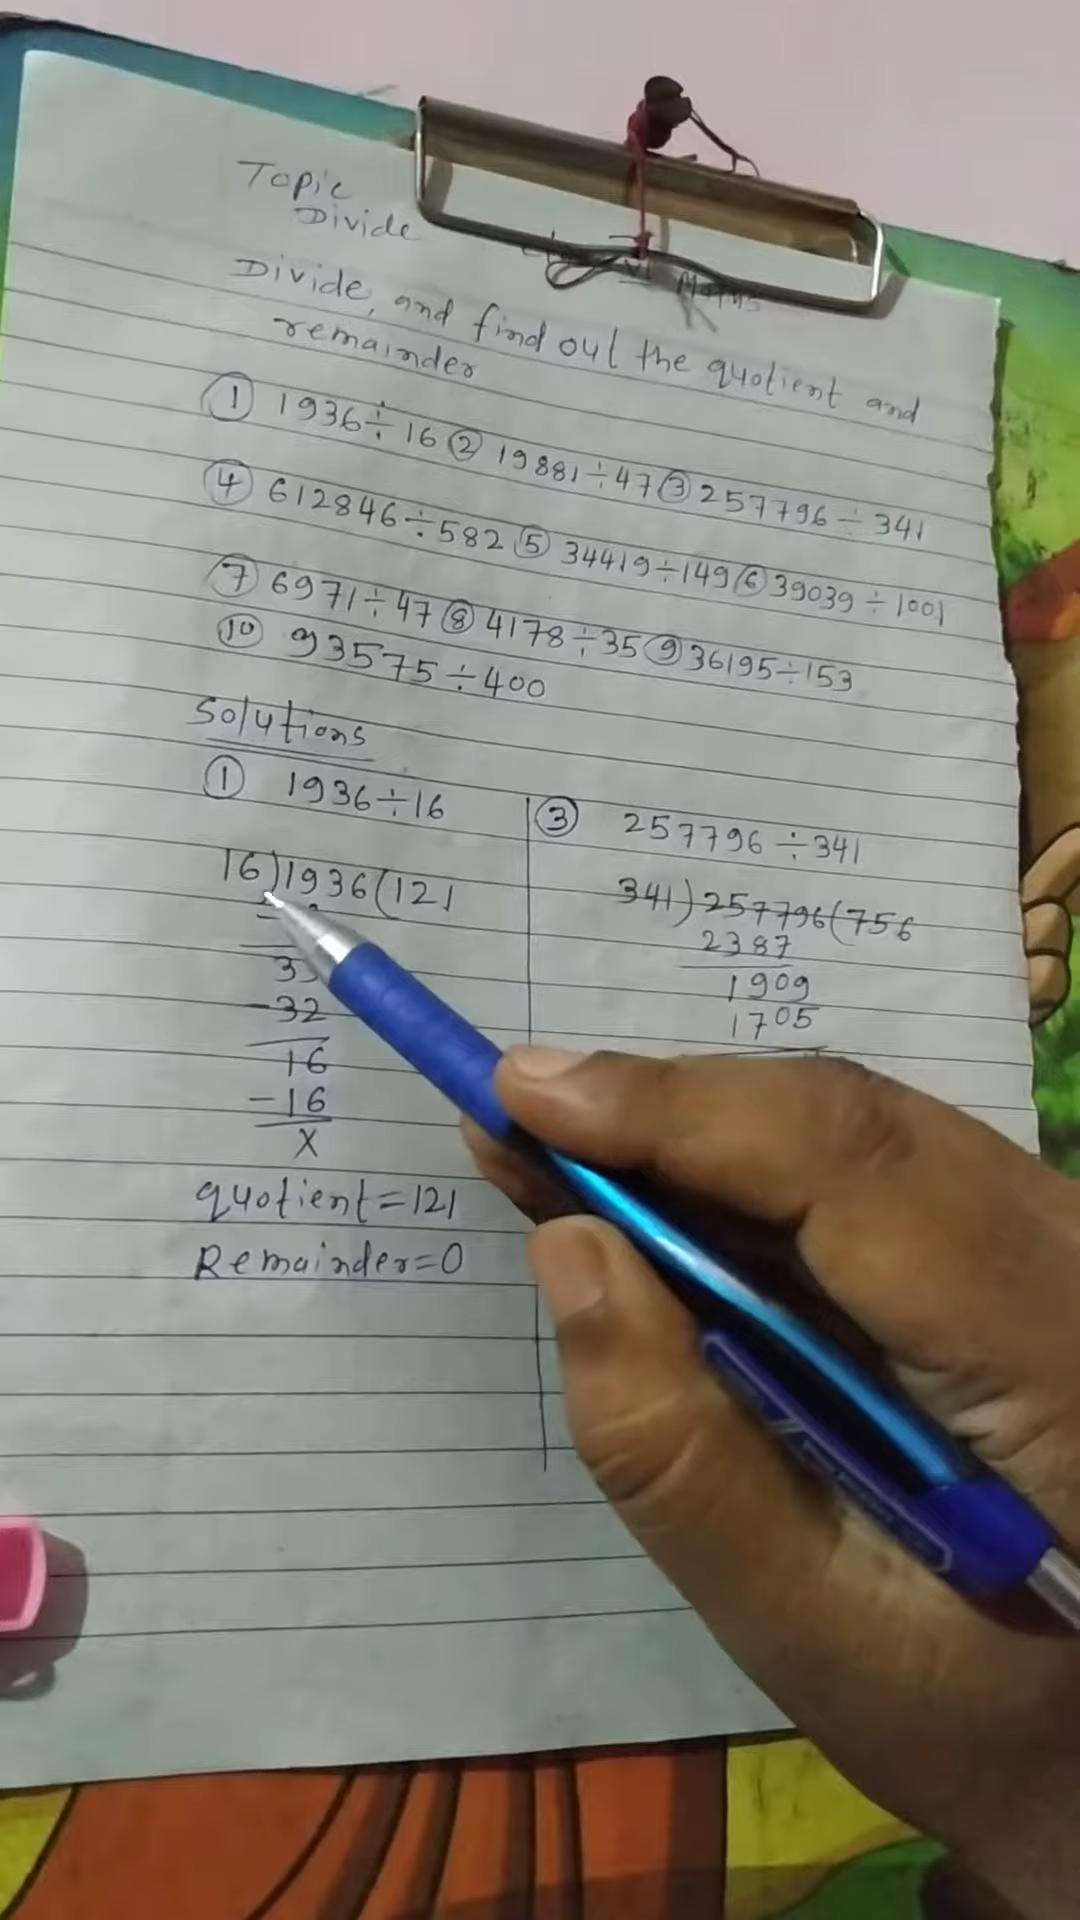 Topic
Divide
VI Maths
Divide, and find out the quotient and
remainder
① 1936÷16 ② 19881÷47 ③ 257796÷341
④ 612846÷582 ⑤ 34419÷149 ⑥ 39039÷1001
⑦ 6971÷47 ⑧ 4178÷35 ⑨ 36195÷153
⑩ 93575÷400
Solutions
① 1936÷16
16)1936(121
-32
16
-16
X
quotient=121
Remainder=0
③ 257796÷341
341)257796(756
2387
1909
1705